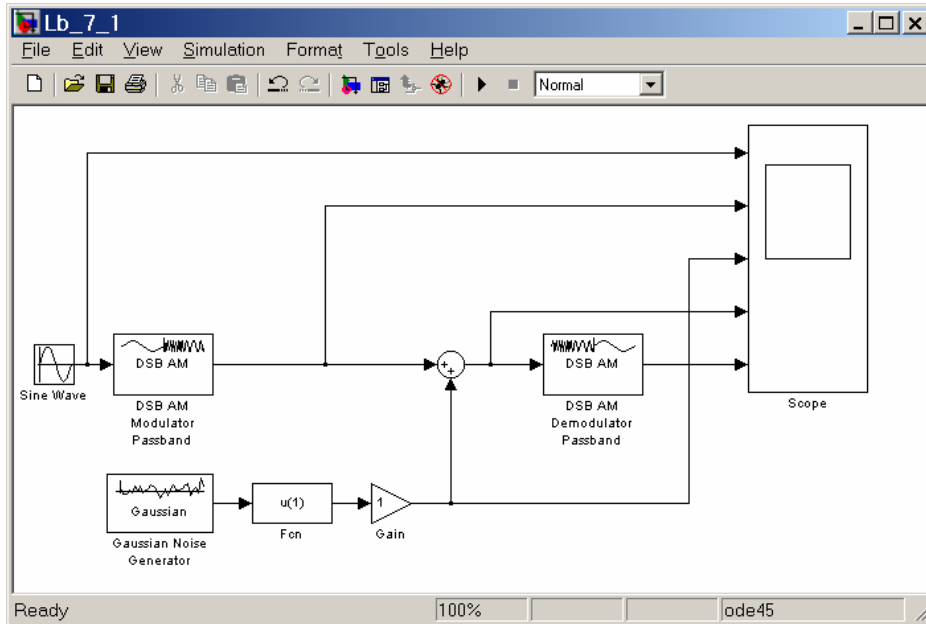 Lb_7_1
File Edit View Simulation Format Tools Help
Normal
DSB AM
DSB AM
Sine Wave
DSB AM
Modulator
Passband
DSB AM
Demodulator
Passband
Scope
Gaussian
u(1)
1
Gaussian Noise
Generator
Fcn
Gain
Ready 100% ode45